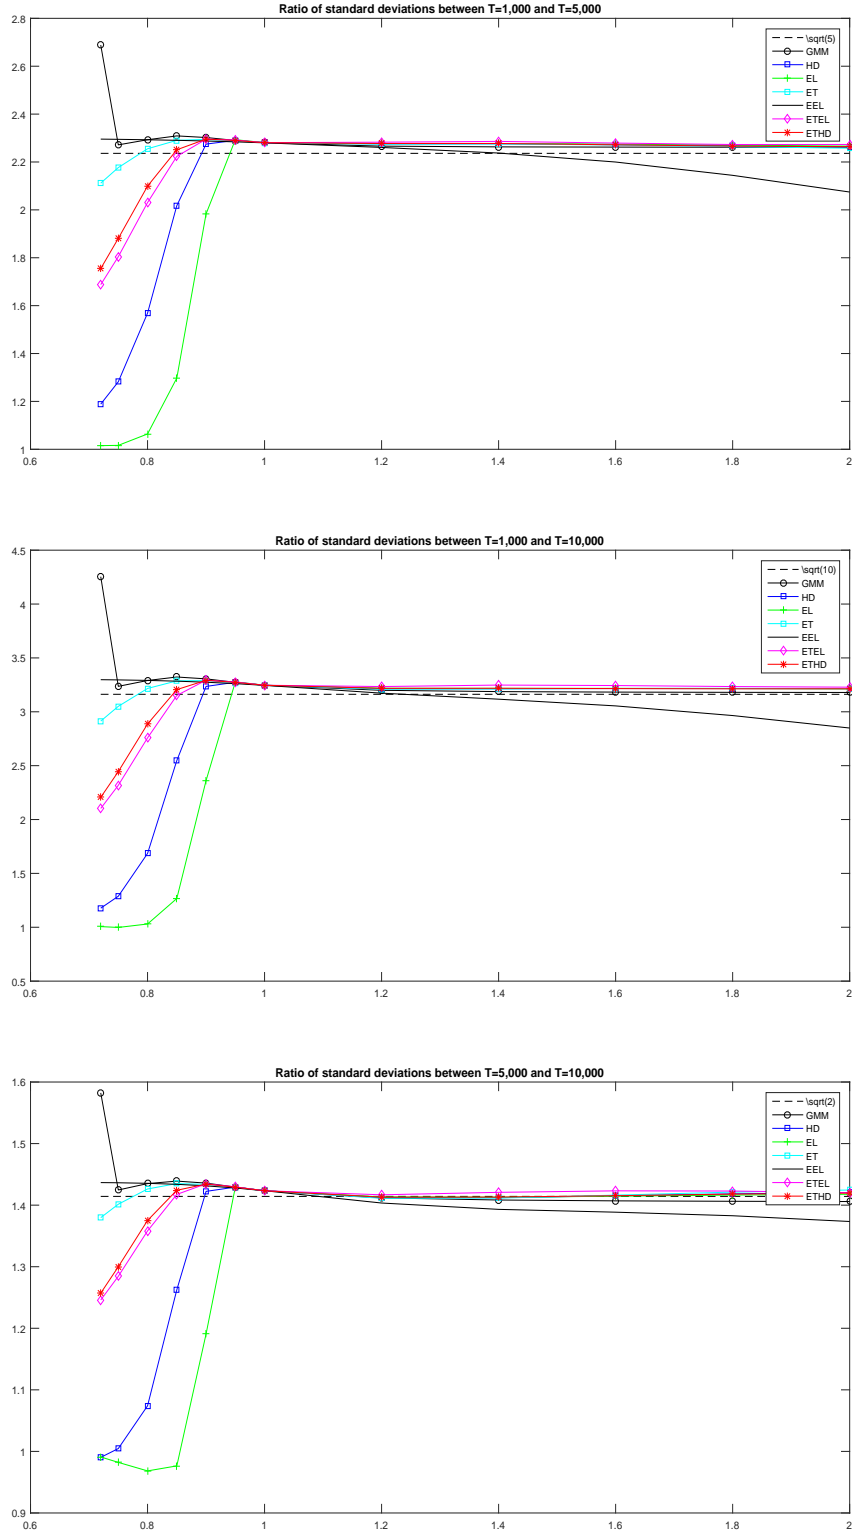 Ratio of standard deviations between T=1,000 and T=5,000
2.8
2.6
2.4
2.2
2
1.8
1.6
1.4
1.2
1
0.6
0.8
1
1.2
1.4
1.6
1.8
2
\sqrt(5)
GMM
HD
EL
ET
EEL
ETEL
ETHD
Ratio of standard deviations between T=1,000 and T=10,000
4.5
4
3.5
3
2.5
2
1.5
1
0.5
0.6
0.8
1
1.2
1.4
1.6
1.8
2
\sqrt(10)
GMM
HD
EL
ET
EEL
ETEL
ETHD
Ratio of standard deviations between T=5,000 and T=10,000
1.6
1.5
1.4
1.3
1.2
1.1
1
0.9
0.6
0.8
1
1.2
1.4
1.6
1.8
2
\sqrt(2)
GMM
HD
EL
ET
EEL
ETEL
ETHD